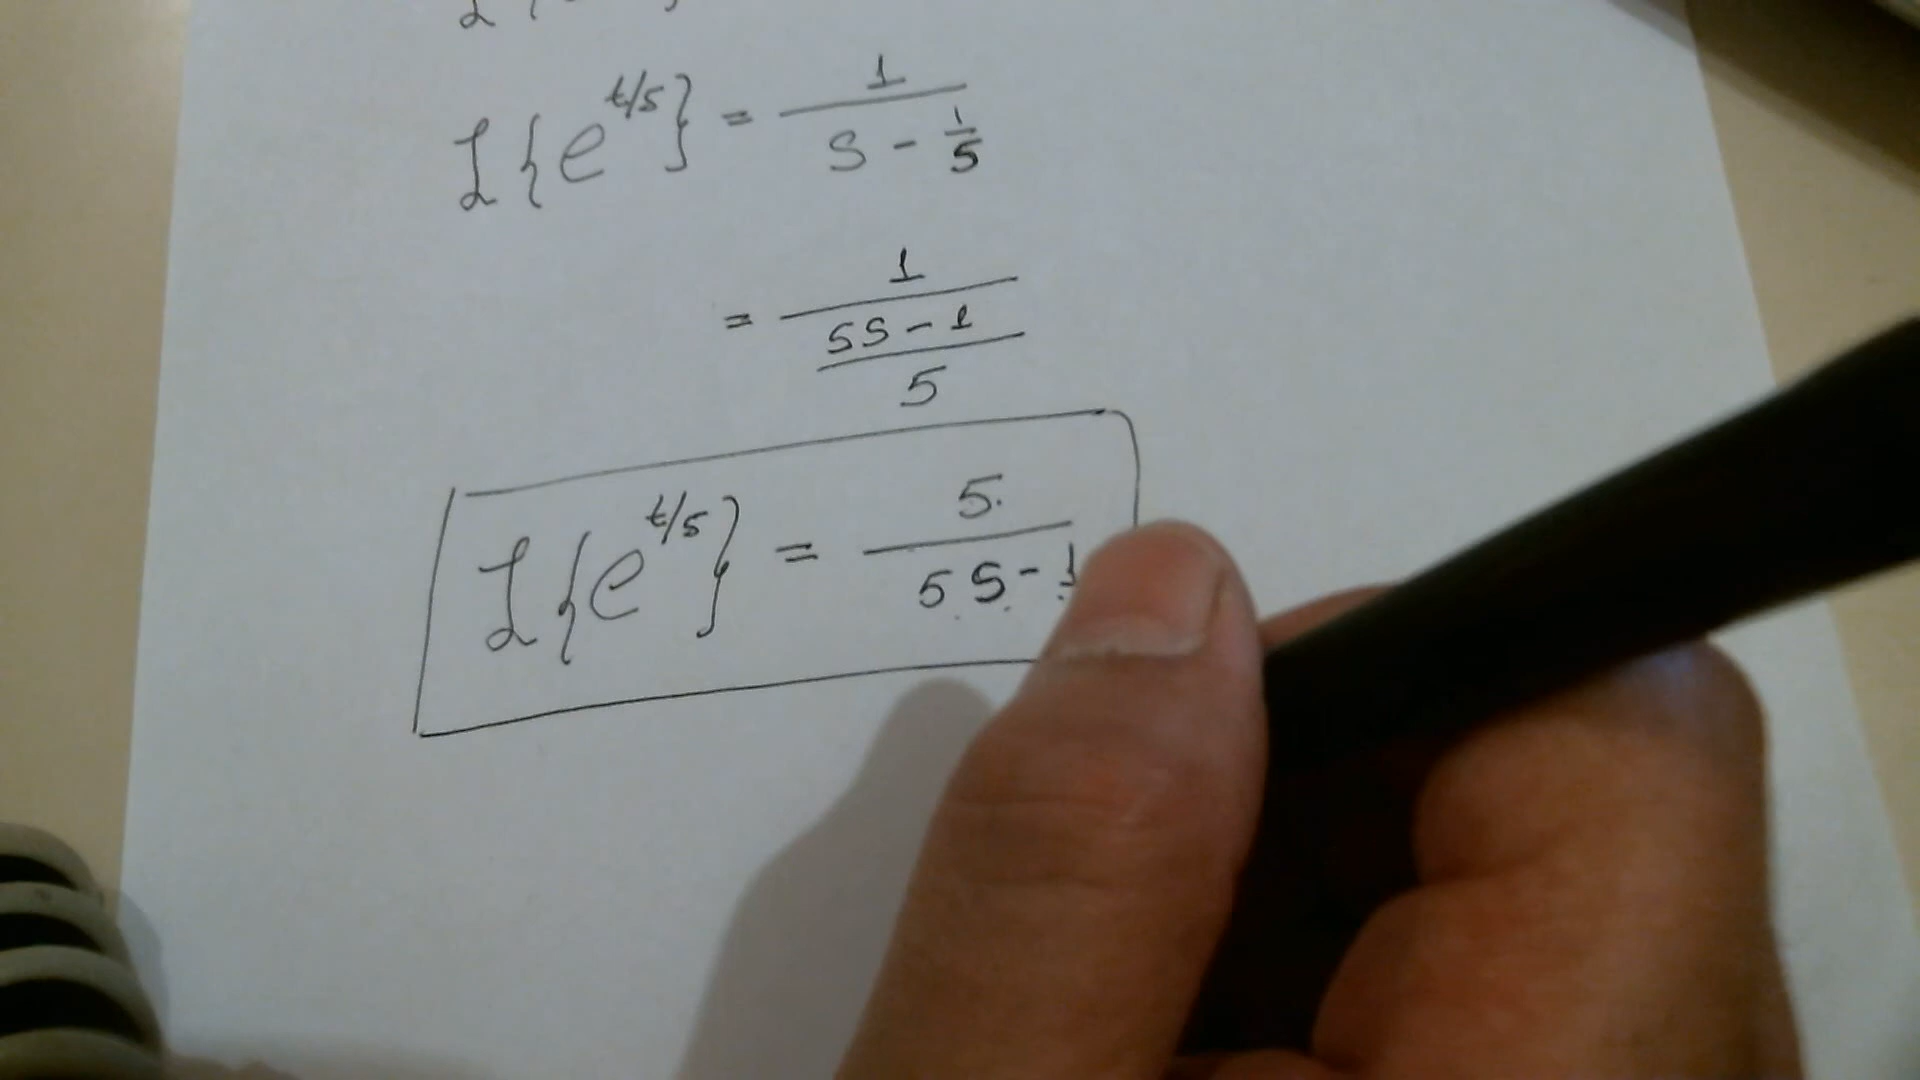 ℒ{e^{t/5}} = 1/(s - 1/5)
= 1/((5s - 1)/5)
ℒ{e^{t/5}} = 5/(5s - 1)